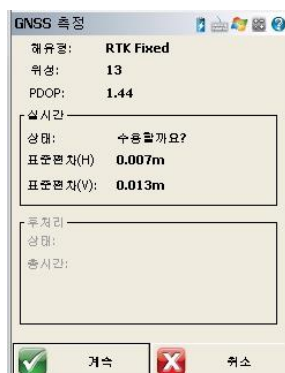 GNSS 측정
해유형: RTK Fixed
위성: 13
PDOP: 1.44
실시간
상태: 수용할까요?
표준편차(H) 0.007m
표준편차(V): 0.013m
후처리
상태:
총시간:
계속 취소